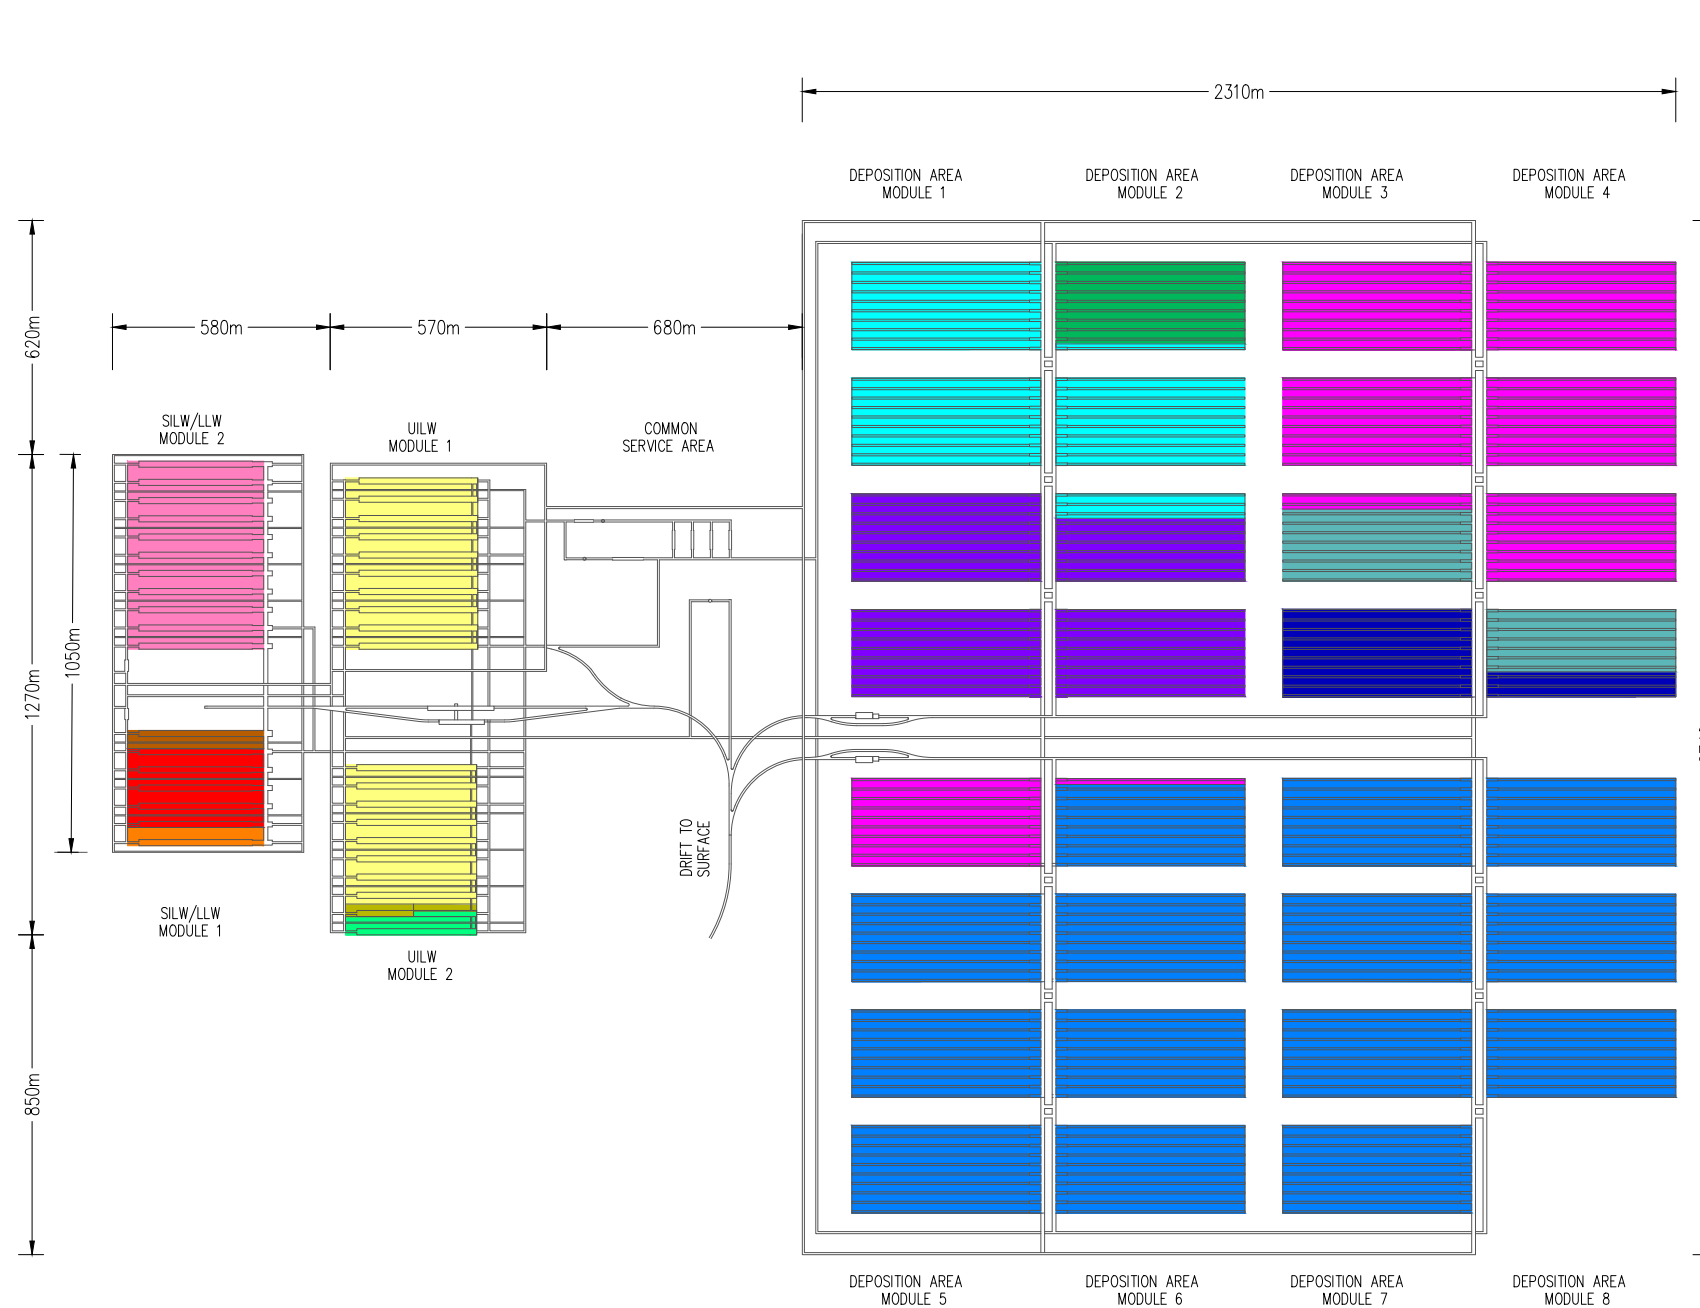 2310m
DEPOSITION AREA
MODULE 1
DEPOSITION AREA
MODULE 2
DEPOSITION AREA
MODULE 3
DEPOSITION AREA
MODULE 4
620m
580m
570m
680m
SILW/LLW
MODULE 2
UILW
MODULE 1
COMMON
SERVICE AREA
1050m
1270m
DRIFT TO
SURFACE
SILW/LLW
MODULE 1
UILW
MODULE 2
850m
DEPOSITION AREA
MODULE 5
DEPOSITION AREA
MODULE 6
DEPOSITION AREA
MODULE 7
DEPOSITION AREA
MODULE 8